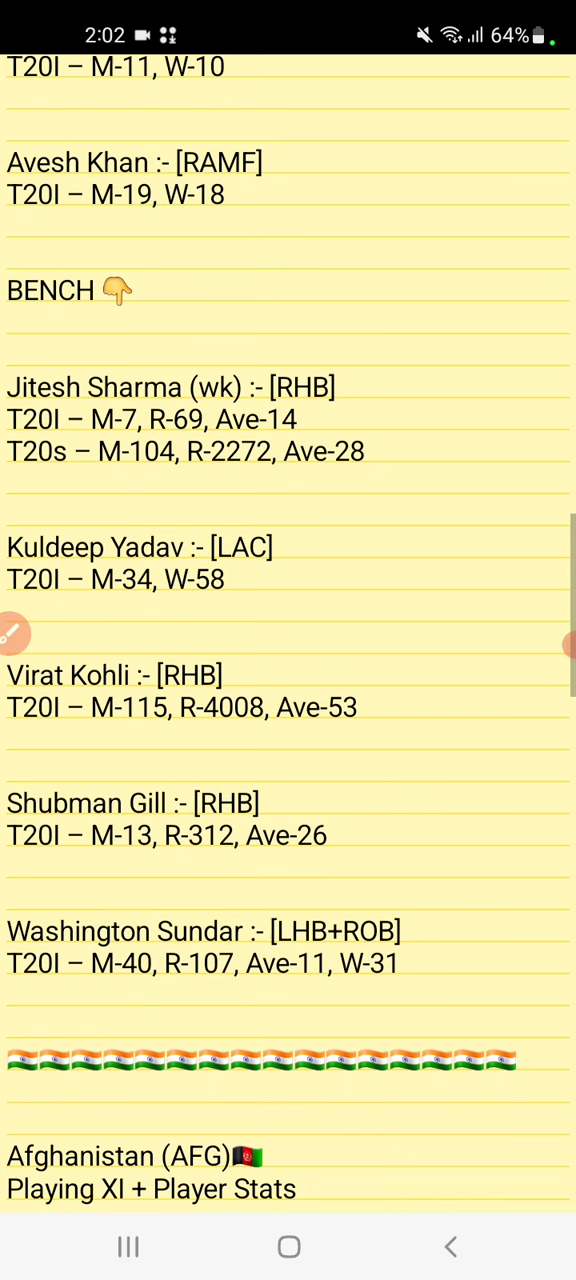 2:02
64%
T20I – M-11, W-10
Avesh Khan :- [RAMF]
T20I – M-19, W-18
BENCH 👇
Jitesh Sharma (wk) :- [RHB]
T20I – M-7, R-69, Ave-14
T20s – M-104, R-2272, Ave-28
Kuldeep Yadav :- [LAC]
T20I – M-34, W-58
Virat Kohli :- [RHB]
T20I – M-115, R-4008, Ave-53
Shubman Gill :- [RHB]
T20I – M-13, R-312, Ave-26
Washington Sundar :- [LHB+ROB]
T20I – M-40, R-107, Ave-11, W-31
🇮🇳🇮🇳🇮🇳🇮🇳🇮🇳🇮🇳🇮🇳🇮🇳🇮🇳🇮🇳🇮🇳🇮🇳🇮🇳🇮🇳🇮🇳🇮🇳
Afghanistan (AFG)🇦🇫
Playing XI + Player Stats